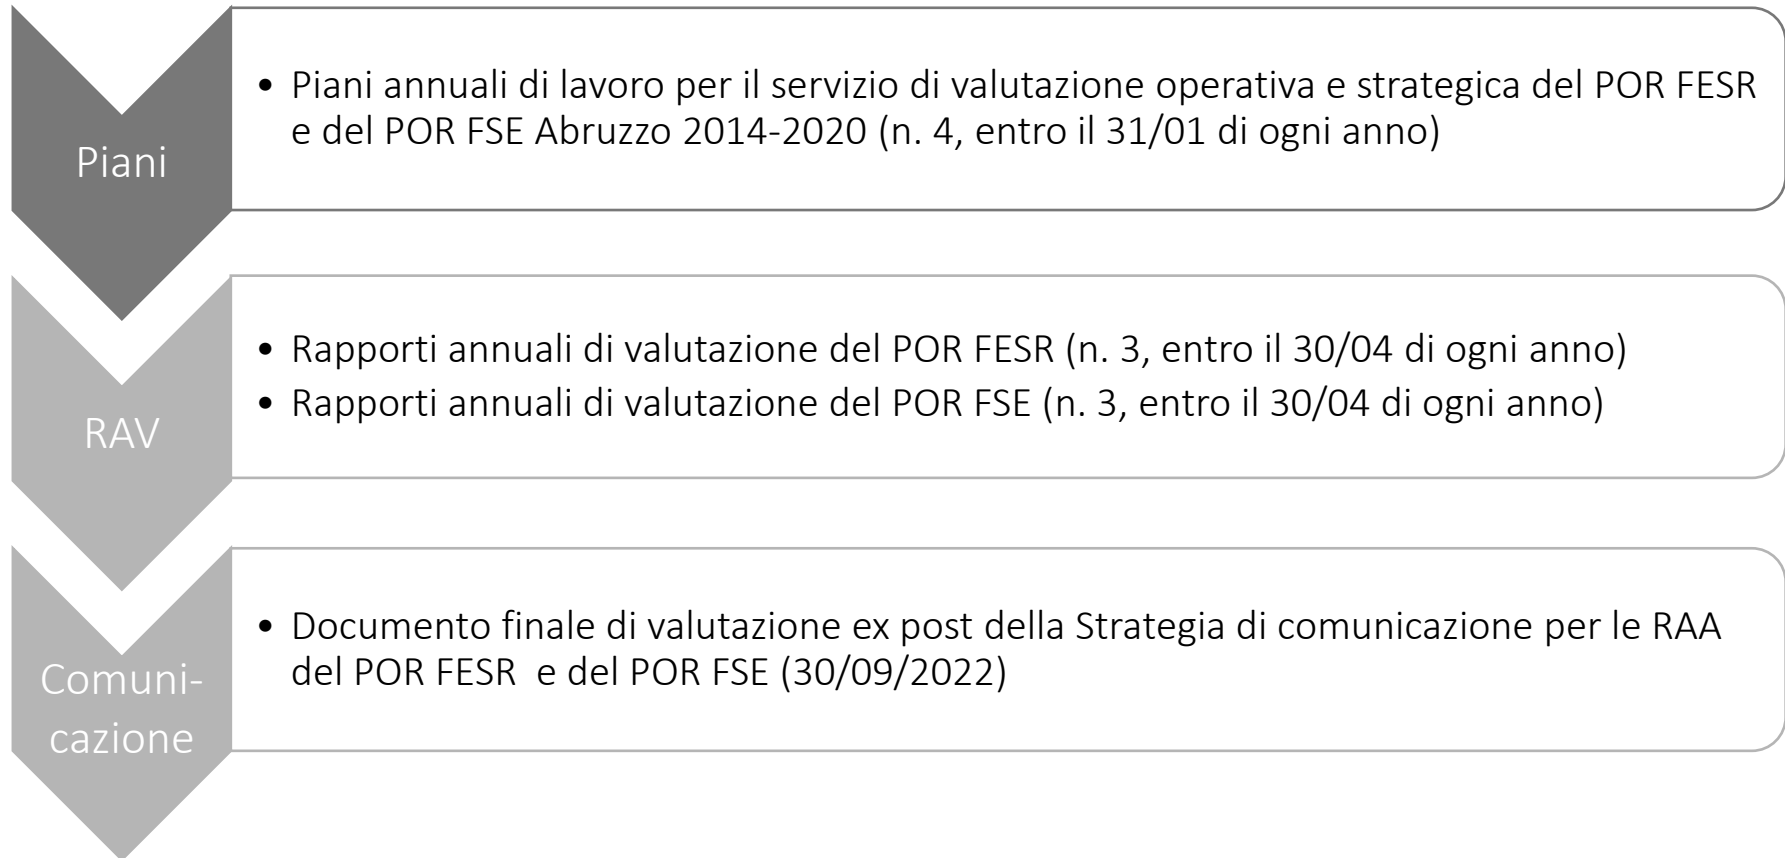 Piani
• Piani annuali di lavoro per il servizio di valutazione operativa e strategica del POR FESR
e del POR FSE Abruzzo 2014-2020 (n. 4, entro il 31/01 di ogni anno)
RAV
• Rapporti annuali di valutazione del POR FESR (n. 3, entro il 30/04 di ogni anno)
• Rapporti annuali di valutazione del POR FSE (n. 3, entro il 30/04 di ogni anno)
Comuni-
cazione
• Documento finale di valutazione ex post della Strategia di comunicazione per le RAA
del POR FESR  e del POR FSE (30/09/2022)